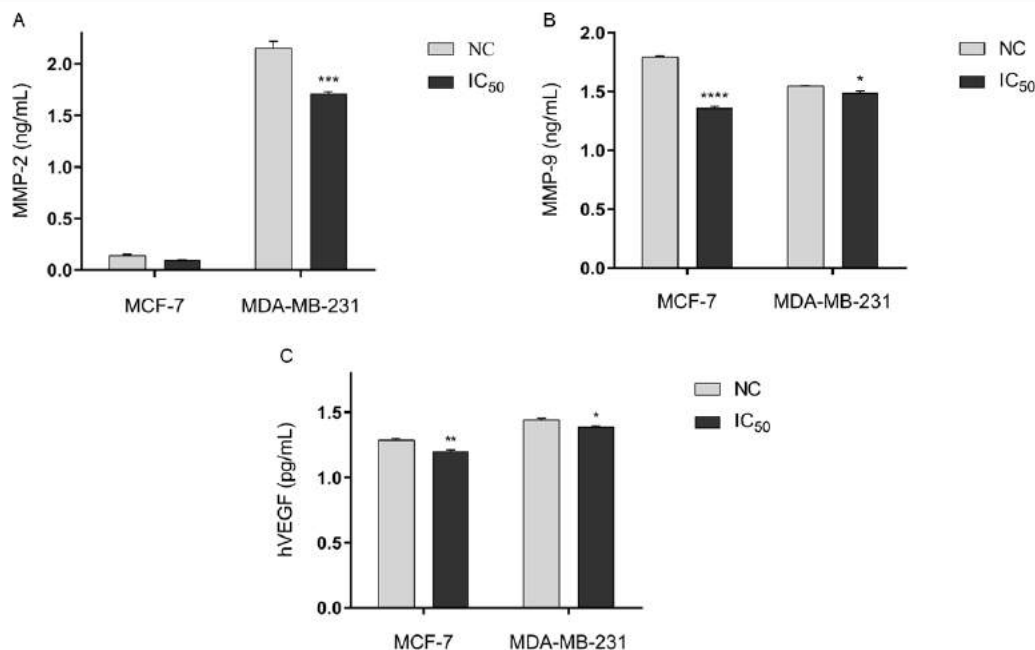 A
MMP-2 (ng/mL)
2.0
1.5
1.0
0.5
0.0
***
NC
IC50
MCF-7
MDA-MB-231
B
MMP-9 (ng/mL)
2.0
1.5
1.0
0.5
0.0
****
*
NC
IC50
MCF-7
MDA-MB-231
C
hVEGF (pg/mL)
1.5
1.0
0.5
0.0
**
*
NC
IC50
MCF-7
MDA-MB-231